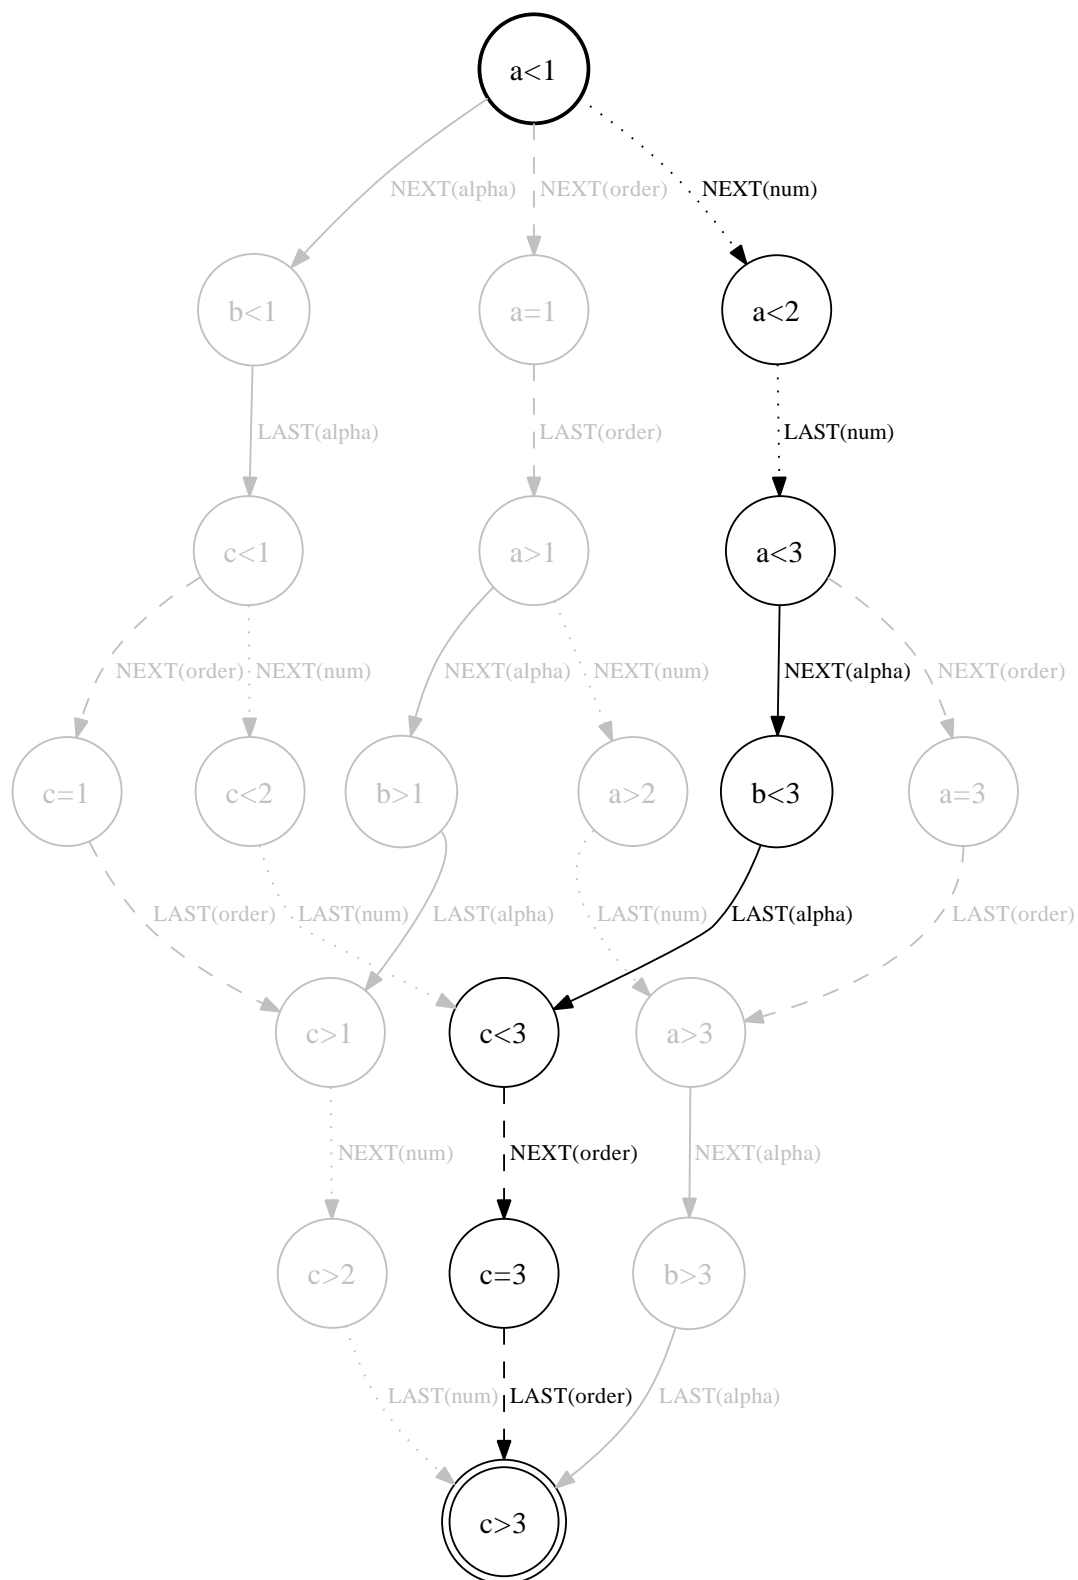 a<1
NEXT(alpha) NEXT(order) NEXT(num)
b<1 a=1 a<2
LAST(alpha) LAST(order) LAST(num)
c<1 a>1 a<3
NEXT(order) NEXT(num) NEXT(alpha) NEXT(num) NEXT(alpha) NEXT(order)
c=1 c<2 b>1 a>2 b<3 a=3
LAST(order) LAST(num) LAST(alpha) LAST(num) LAST(alpha) LAST(order)
c>1 c<3 a>3
NEXT(num) NEXT(order) NEXT(alpha)
c>2 c=3 b>3
LAST(num) LAST(order) LAST(alpha)
c>3